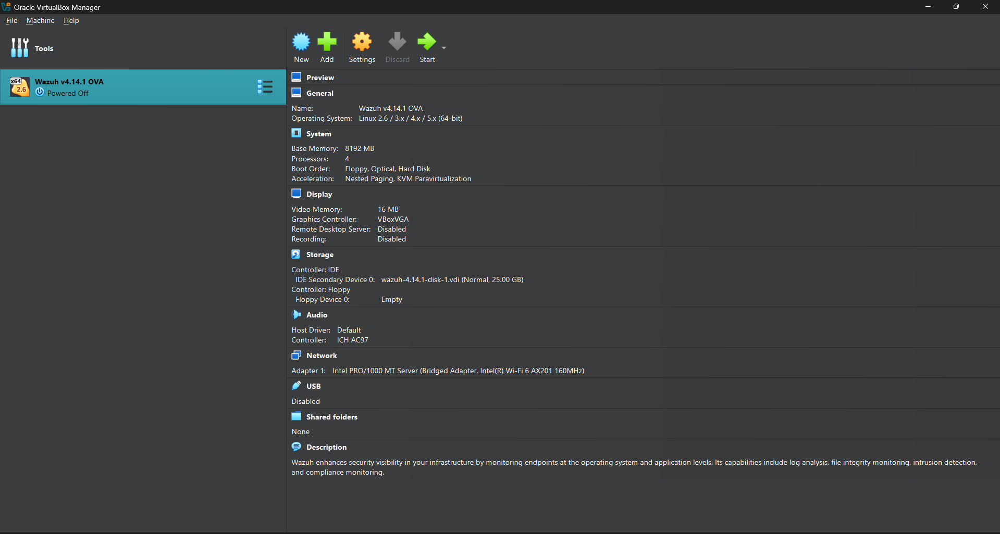 Oracle VirtualBox Manager
File Machine Help
Tools
New Add Settings Discard Start
x64
2.6
Wazuh v4.14.1 OVA
Powered Off
Preview
General
Name: Wazuh v4.14.1 OVA
Operating System: Linux 2.6 / 3.x / 4.x / 5.x (64-bit)
System
Base Memory: 8192 MB
Processors: 4
Boot Order: Floppy, Optical, Hard Disk
Acceleration: Nested Paging, KVM Paravirtualization
Display
Video Memory: 16 MB
Graphics Controller: VBoxVGA
Remote Desktop Server: Disabled
Recording: Disabled
Storage
Controller: IDE
IDE Secondary Device 0: wazuh-4.14.1-disk-1.vdi (Normal, 25.00 GB)
Controller: Floppy
Floppy Device 0: Empty
Audio
Host Driver: Default
Controller: ICH AC97
Network
Adapter 1: Intel PRO/1000 MT Server (Bridged Adapter, Intel(R) Wi-Fi 6 AX201 160MHz)
USB
Disabled
Shared folders
None
Description
Wazuh enhances security visibility in your infrastructure by monitoring endpoints at the operating system and application levels. Its capabilities include log analysis, file integrity monitoring, intrusion detection,
and compliance monitoring.